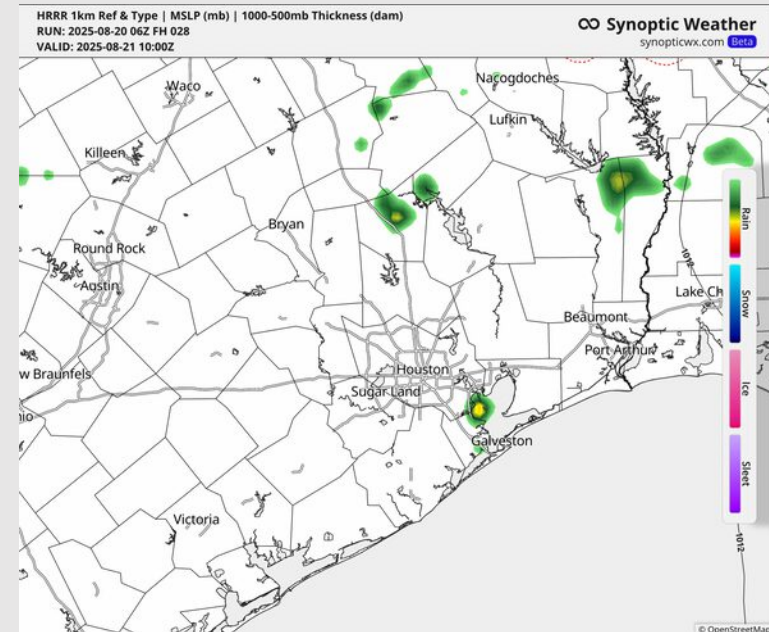 HRRR 1km Ref & Type | MSLP (mb) | 1000-500mb Thickness (dam)
RUN: 2025-08-20 06Z FH 028
VALID: 2025-08-21 10:00Z
Synoptic Weather
synopticwx.com Beta
Nacogdoches
Waco
Lufkin
Killeen
Rain
Bryan
Round Rock
1012
Austin
Lake Ch
Snow
Beaumont
Port Arthur
Houston
w Braunfels
Sugar Land
Ice
nio
Galveston
Sleet
Victoria
1012
© OpenStreetMap